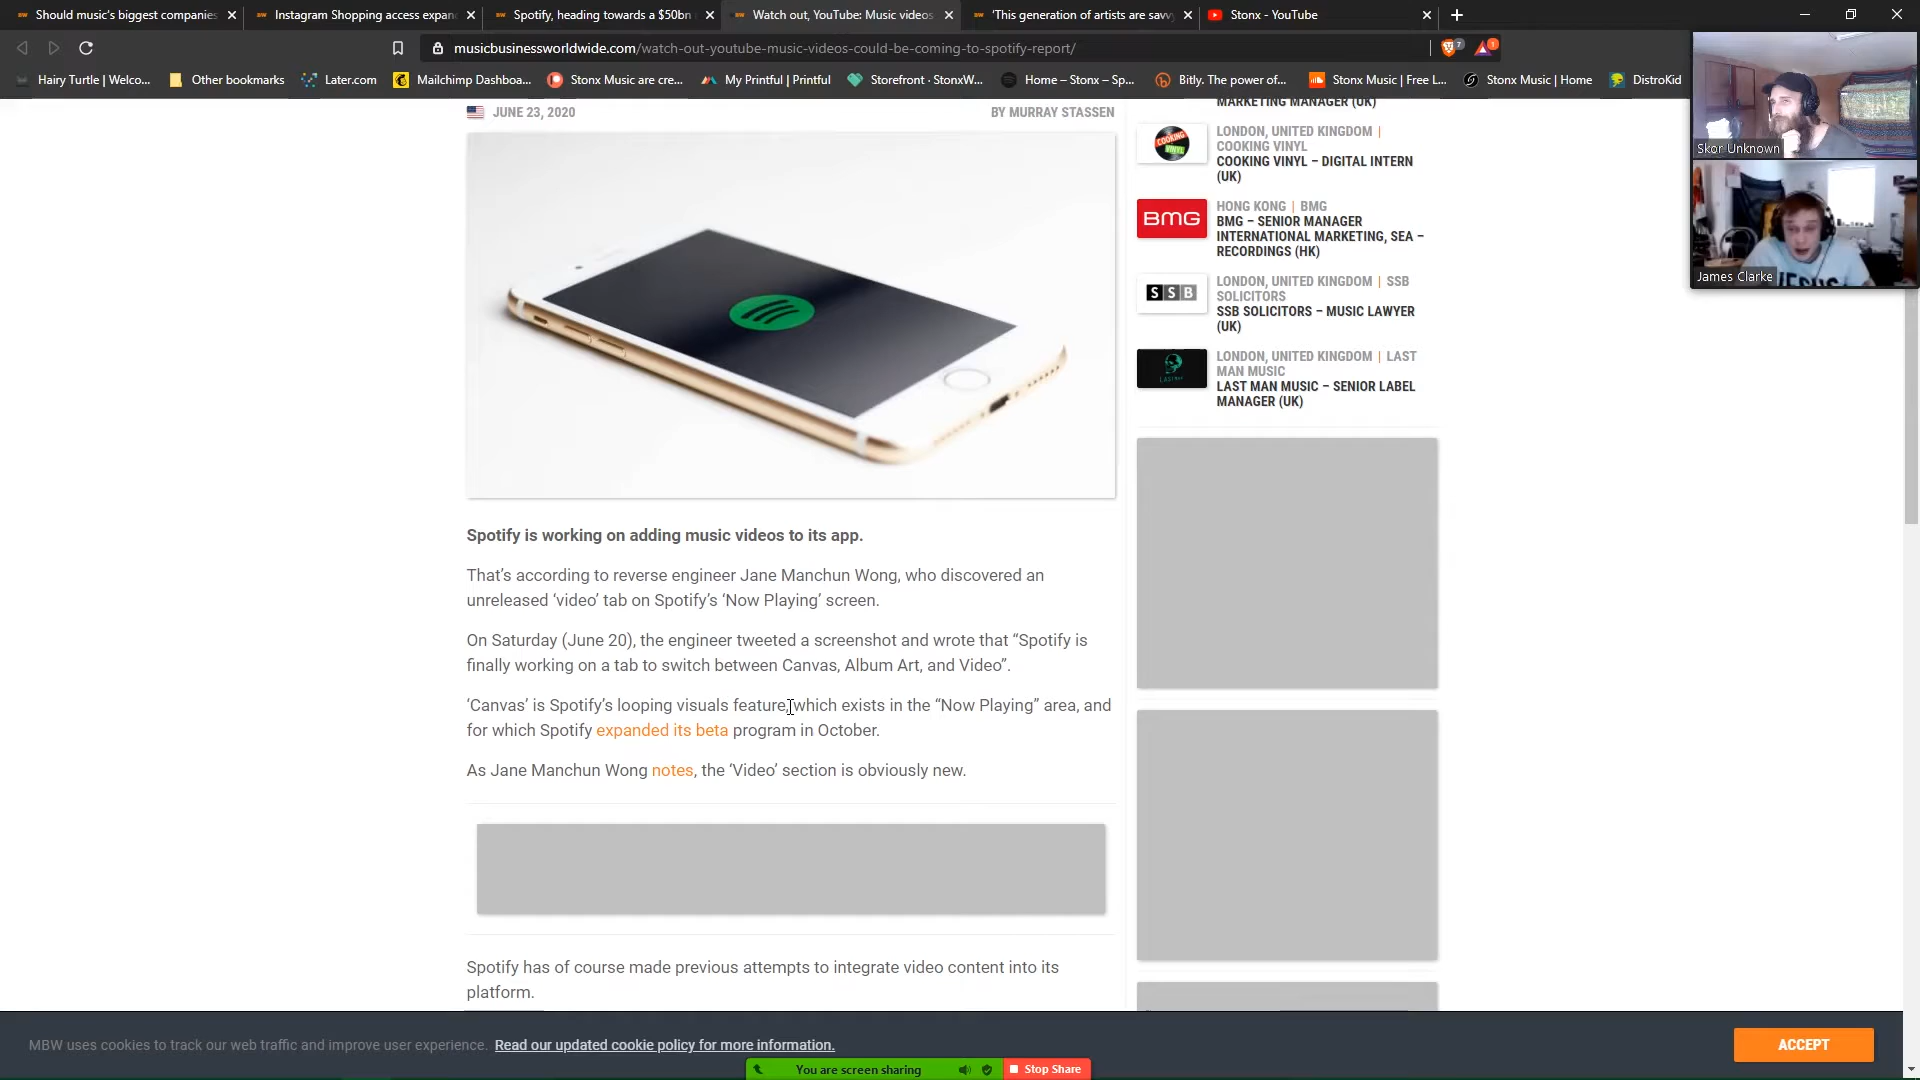 Should music's biggest companies
Instagram Shopping access expan
Spotify, heading towards a $50bn
Watch out, YouTube: Music videos
'This generation of artists are savvy
Stonx - YouTube
musicbusinessworldwide.com/watch-out-youtube-music-videos-could-be-coming-to-spotify-report/
7
1
Hairy Turtle | Welco...
Other bookmarks
Later.com
Mailchimp Dashboa...
Stonx Music are cre...
My Printful | Printful
Storefront · StonxW...
Home – Stonx – Sp...
Bitly. The power of...
Stonx Music | Free L...
Stonx Music | Home
DistroKid
Skor Unknown
James Clarke
JUNE 23, 2020
BY MURRAY STASSEN
MARKETING MANAGER (UK)
COOKING
VINYL
LONDON, UNITED KINGDOM |
COOKING VINYL
COOKING VINYL – DIGITAL INTERN
(UK)
BMG
HONG KONG | BMG
BMG – SENIOR MANAGER
INTERNATIONAL MARKETING, SEA –
RECORDINGS (HK)
SSB
LONDON, UNITED KINGDOM | SSB
SOLICITORS
SSB SOLICITORS – MUSIC LAWYER
(UK)
LONDON, UNITED KINGDOM | LAST
MAN MUSIC
LAST MAN MUSIC – SENIOR LABEL
MANAGER (UK)
Spotify is working on adding music videos to its app.
That’s according to reverse engineer Jane Manchun Wong, who discovered an
unreleased ‘video’ tab on Spotify’s ‘Now Playing’ screen.
On Saturday (June 20), the engineer tweeted a screenshot and wrote that “Spotify is
finally working on a tab to switch between Canvas, Album Art, and Video”.
‘Canvas’ is Spotify’s looping visuals feature, which exists in the “Now Playing” area, and
for which Spotify expanded its beta program in October.
As Jane Manchun Wong notes, the ‘Video’ section is obviously new.
Spotify has of course made previous attempts to integrate video content into its
platform.
MBW uses cookies to track our web traffic and improve user experience. Read our updated cookie policy for more information.
ACCEPT
You are screen sharing
Stop Share